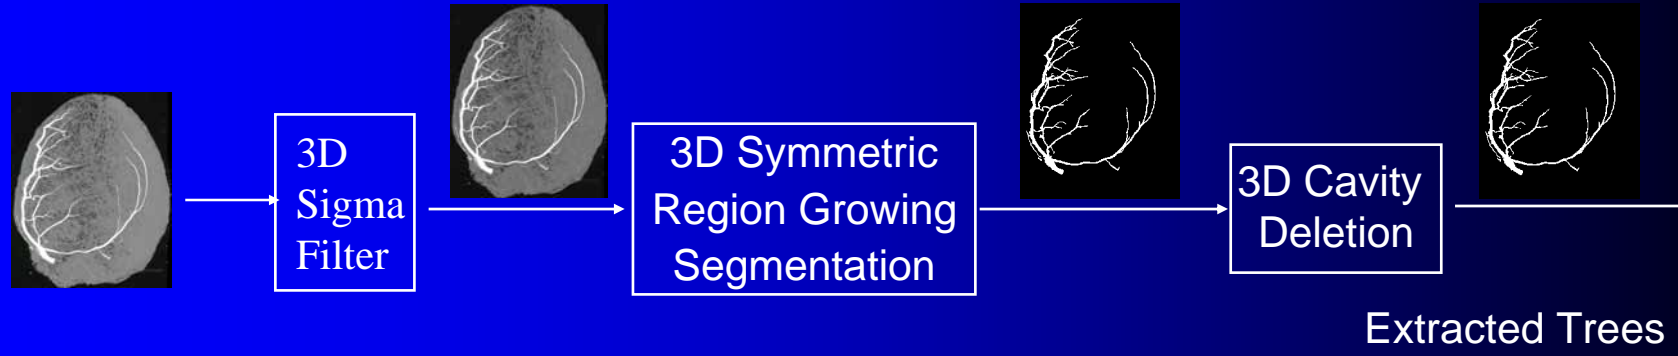 3D
Sigma
Filter
3D Symmetric
Region Growing
Segmentation
3D Cavity
Deletion
Extracted Trees